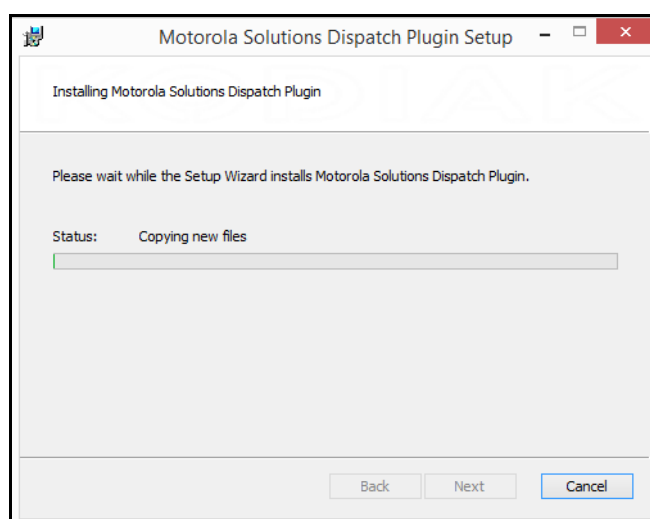 Motorola Solutions Dispatch Plugin Setup
Installing Motorola Solutions Dispatch Plugin
KODIAK
Please wait while the Setup Wizard installs Motorola Solutions Dispatch Plugin.
Status: Copying new files
Back Next Cancel